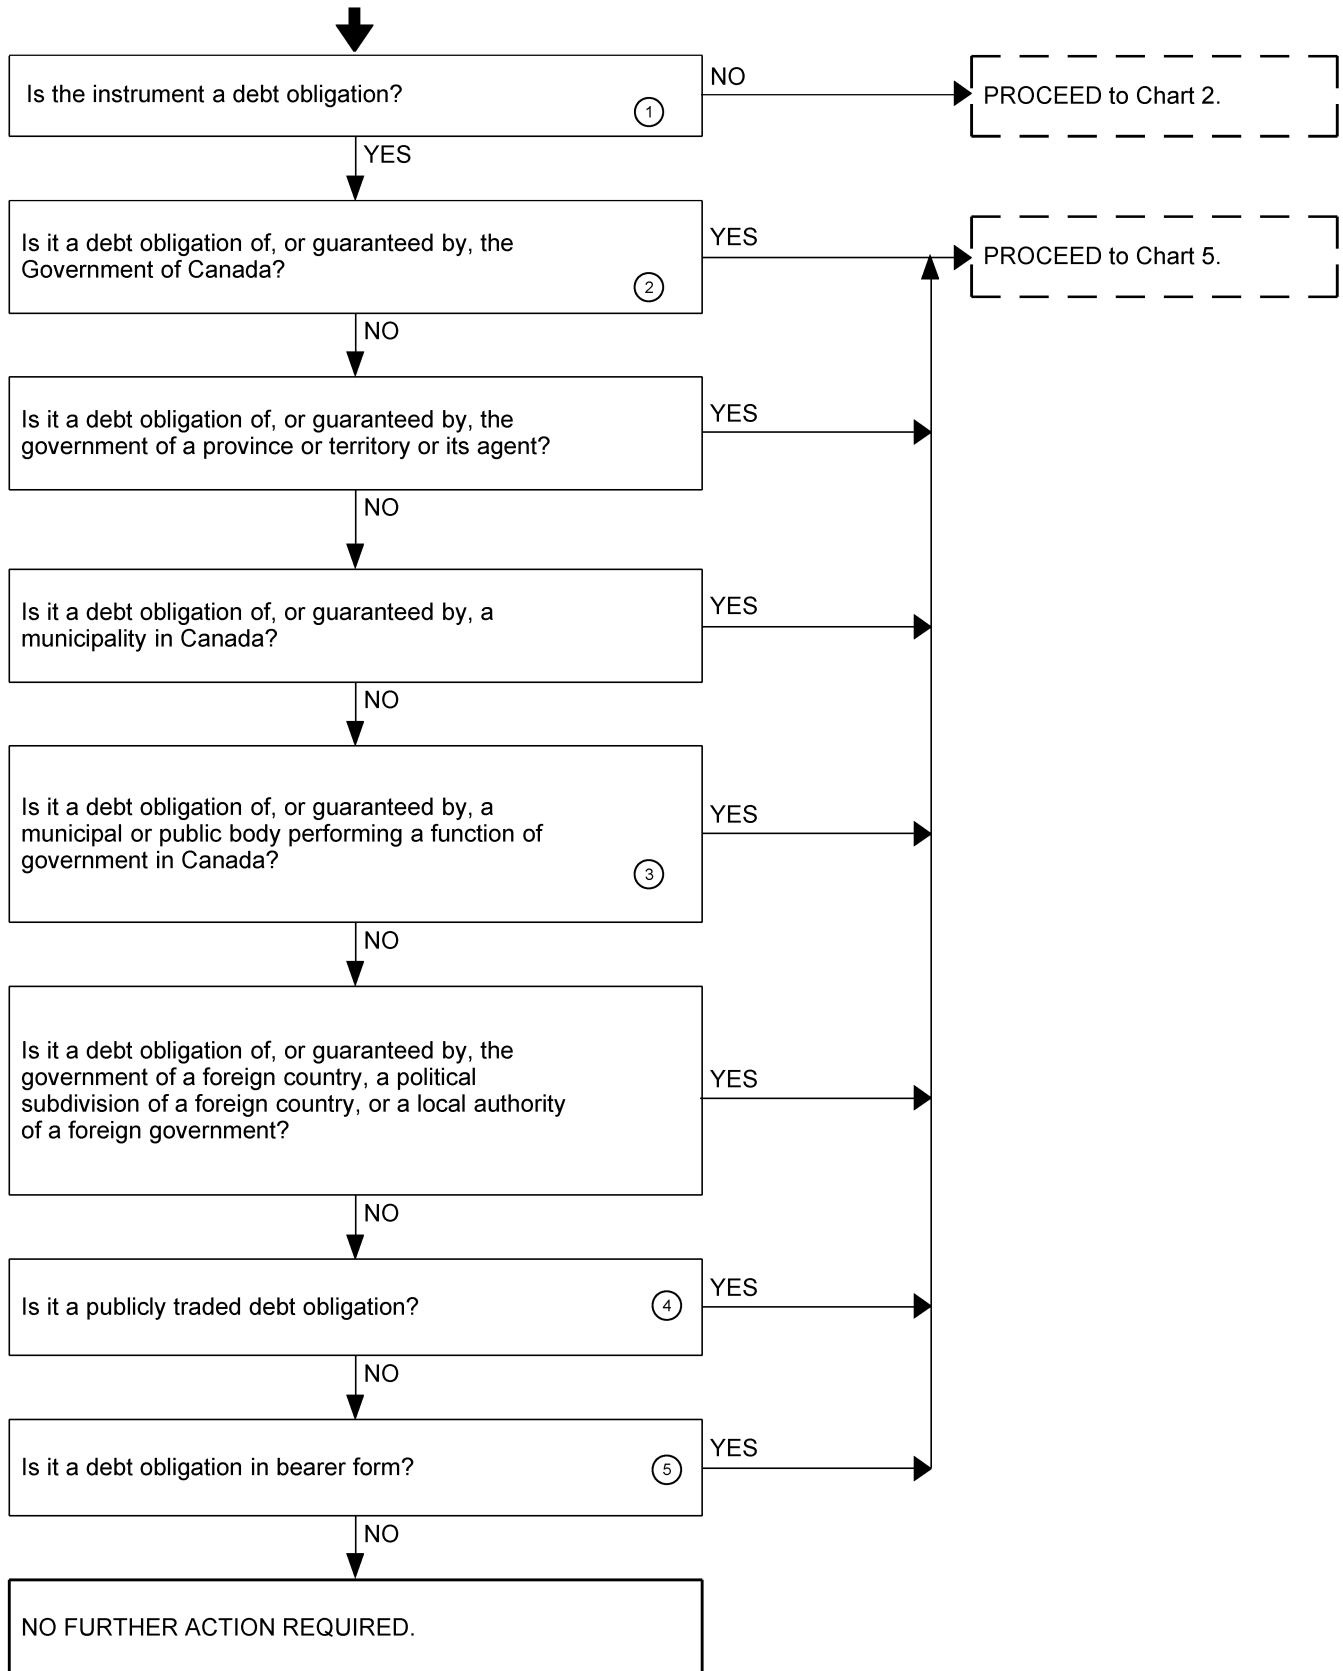 Is the instrument a debt obligation?
1
NO
PROCEED to Chart 2.
YES
Is it a debt obligation of, or guaranteed by, the
Government of Canada?
2
YES
PROCEED to Chart 5.
NO
Is it a debt obligation of, or guaranteed by, the
government of a province or territory or its agent?
YES
NO
Is it a debt obligation of, or guaranteed by, a
municipality in Canada?
YES
NO
Is it a debt obligation of, or guaranteed by, a
municipal or public body performing a function of
government in Canada?
3
YES
NO
Is it a debt obligation of, or guaranteed by, the
government of a foreign country, a political
subdivision of a foreign country, or a local authority
of a foreign government?
YES
NO
Is it a publicly traded debt obligation?
4
YES
NO
Is it a debt obligation in bearer form?
5
YES
NO
NO FURTHER ACTION REQUIRED.